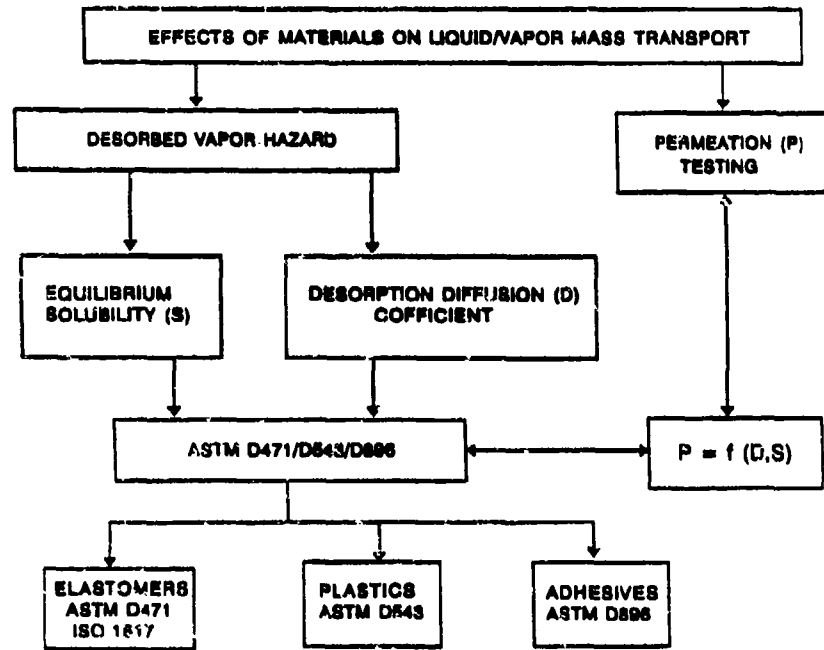 EFFECTS OF MATERIALS ON LIQUID/VAPOR MASS TRANSPORT
DESORBED VAPOR HAZARD
PERMEATION (P)
TESTING
EQUILIBRIUM
SOLUBILITY (S)
DESORPTION DIFFUSION (D)
COFFICIENT
ASTM D471/D543/D896
P = f (D,S)
ELASTOMERS
ASTM D471
ISO 1817
PLASTICS
ASTM D543
ADHESIVES
ASTM D896